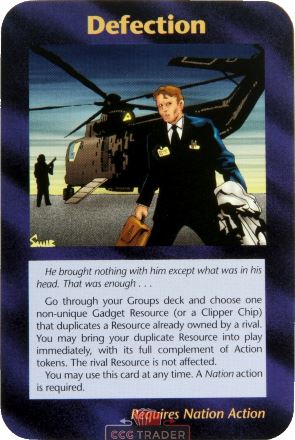 Defection
SMIR
He brought nothing with him except what was in his
head. That was enough . . .
Go through your Groups deck and choose one
non-unique Gadget Resource (or a Clipper Chip)
that duplicates a Resource already owned by a rival.
You may bring your duplicate Resource into play
immediately, with its full complement of Action
tokens. The rival Resource is not affected.
You may use this card at any time. A Nation action
is required.
Requires Nation Action
CCG TRADER